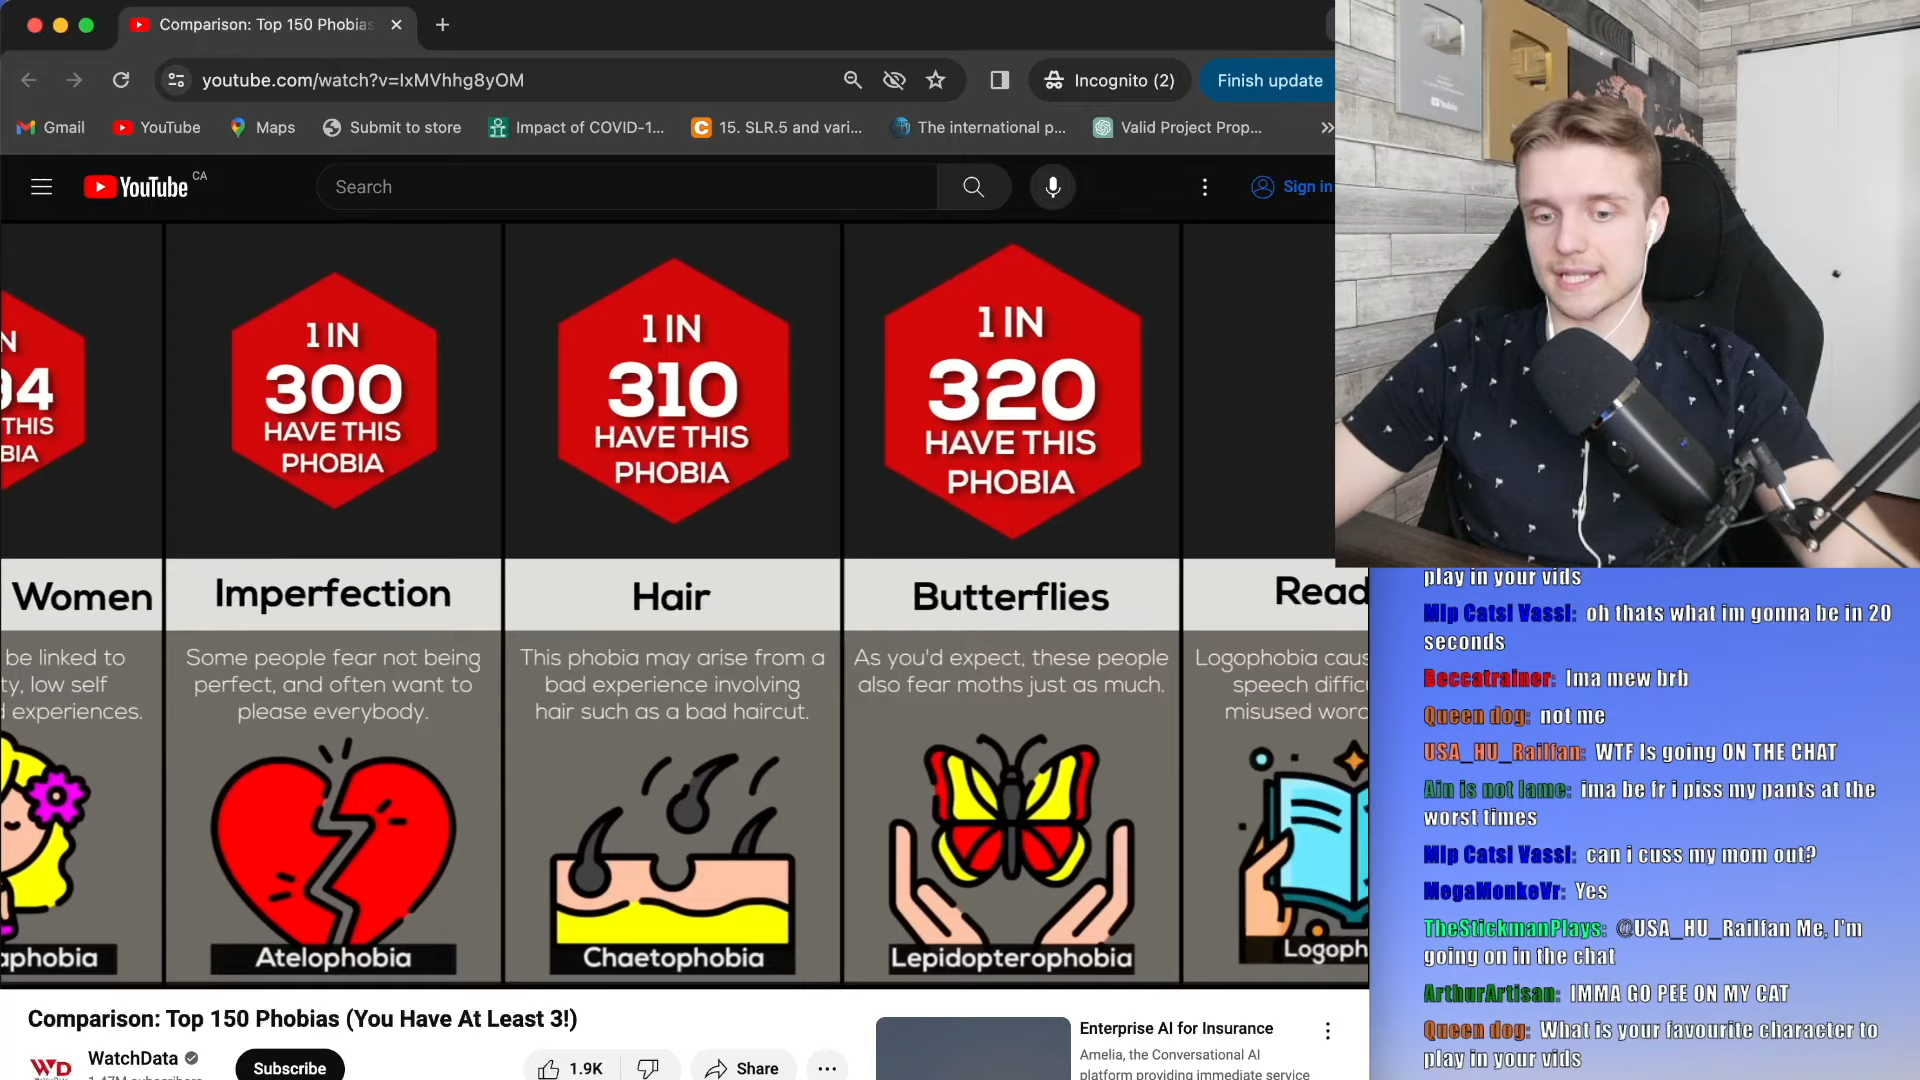 Comparison: Top 150 Phobias
youtube.com/watch?v=IxMVhhg8yOM
Incognito (2)
Finish update
Gmail
YouTube
Maps
Submit to store
Impact of COVID-1...
15. SLR.5 and vari...
The international p...
Valid Project Prop...
YouTube CA
Search
Sign in
N
94
THIS
BIA
1 IN
300
HAVE THIS
PHOBIA
1 IN
310
HAVE THIS
PHOBIA
1 IN
320
HAVE THIS
PHOBIA
Women
Imperfection
Hair
Butterflies
Read
be linked to
ty, low self
d experiences.
Some people fear not being
perfect, and often want to
please everybody.
This phobia may arise from a
bad experience involving
hair such as a bad haircut.
As you'd expect, these people
also fear moths just as much.
Logophobia caus
speech diffic
misused word
aphobia
Atelophobia
Chaetophobia
Lepidopterophobia
Logoph
Comparison: Top 150 Phobias (You Have At Least 3!)
WD
WatchData
1.47M subscribers
Subscribe
1.9K
Share
Enterprise AI for Insurance
Amelia, the Conversational AI
platform providing immediate service
play in your vids
Mlp Catsl Vassl: oh thats what im gonna be in 20
seconds
Beccatrainer: Ima mew brb
Queen dog: not me
USA_HU_Railfan: WTF Is going ON THE CHAT
Ain is not lame: ima be fr i piss my pants at the
worst times
Mlp Catsl Vassl: can i cuss my mom out?
MegaMonkeVr: Yes
TheStickmanPlays: @USA_HU_Railfan Me, I'm
going on in the chat
ArthurArtisan: IMMA GO PEE ON MY CAT
Queen dog: What is your favourite character to
play in your vids